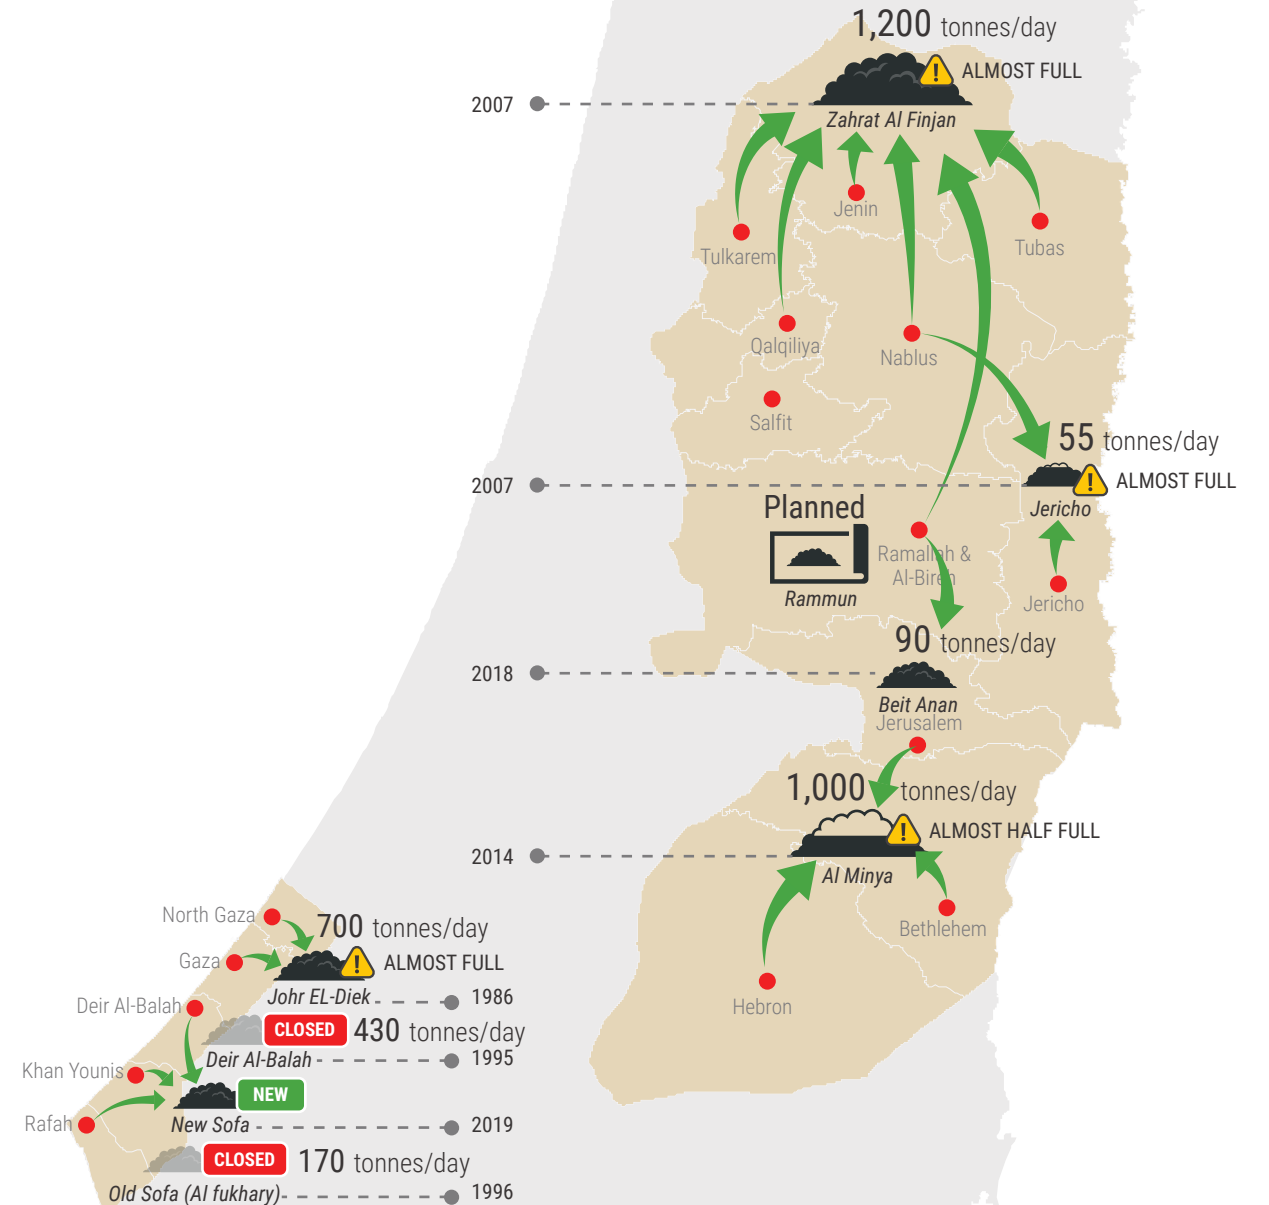 1,200 tonnes/day
ALMOST FULL
2007
Zahrat Al Finjan
Jenin
Tulkarem
Tubas
Qalqiliya
Nablus
Salfit
55 tonnes/day
2007
ALMOST FULL
Jericho
Planned
Rammun
Ramallah &
Al-Bireh
Jericho
90 tonnes/day
2018
Beit Anan
Jerusalem
1,000 tonnes/day
ALMOST HALF FULL
2014
Al Minya
Bethlehem
Hebron
North Gaza
700 tonnes/day
Gaza
ALMOST FULL
Johr EL-Diek
1986
Deir Al-Balah
CLOSED
430 tonnes/day
Deir Al-Balah
1995
Khan Younis
NEW
Rafah
New Sofa
2019
CLOSED
170 tonnes/day
Old Sofa (Al fukhary)
1996